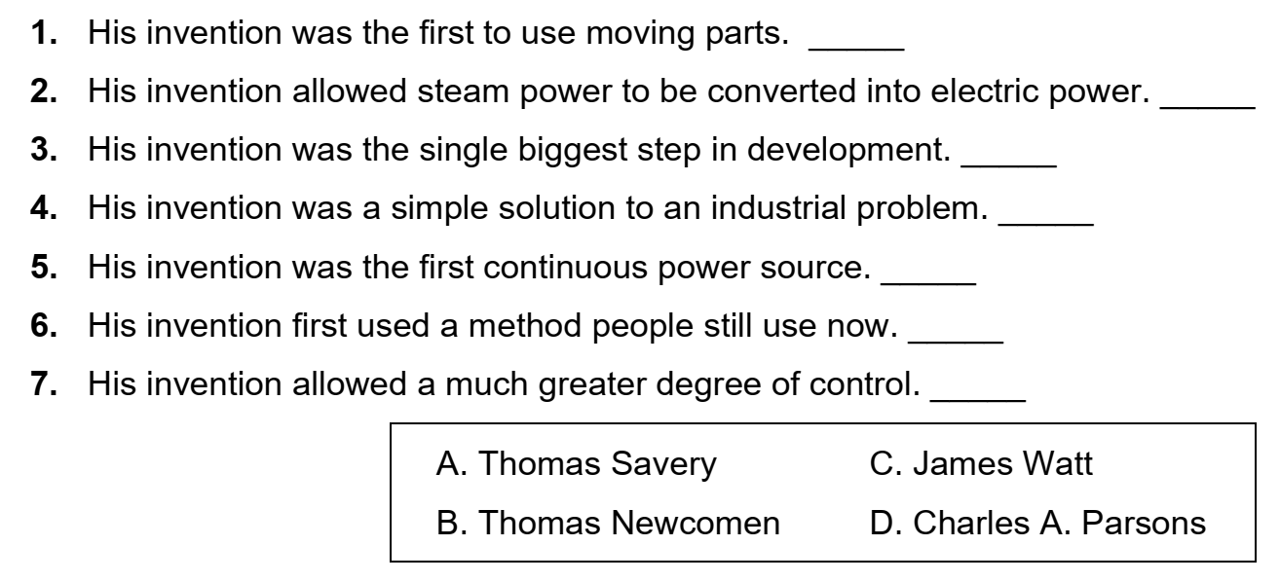 1. His invention was the first to use moving parts. _____
2. His invention allowed steam power to be converted into electric power. _____
3. His invention was the single biggest step in development. _____
4. His invention was a simple solution to an industrial problem. _____
5. His invention was the first continuous power source. _____
6. His invention first used a method people still use now. _____
7. His invention allowed a much greater degree of control. _____
A. Thomas Savery C. James Watt
B. Thomas Newcomen D. Charles A. Parsons